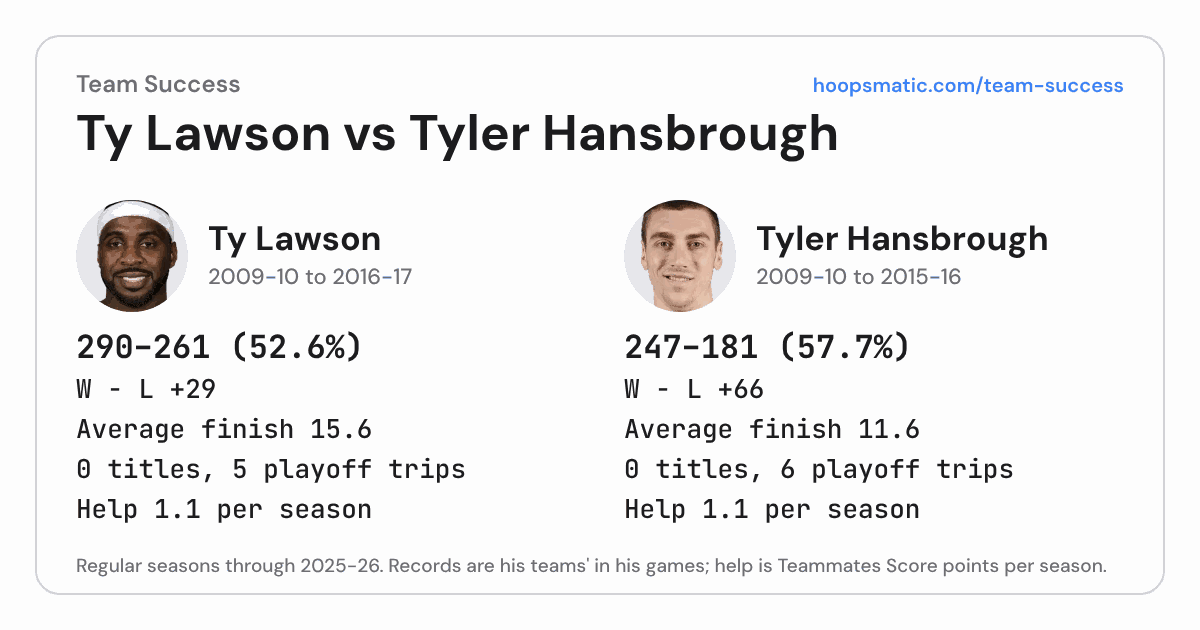 Team Success
hoopsmatic.com/team-success
Ty Lawson vs Tyler Hansbrough
Ty Lawson
2009-10 to 2016-17
290-261 (52.6%)
W - L +29
Average finish 15.6
0 titles, 5 playoff trips
Help 1.1 per season
Tyler Hansbrough
2009-10 to 2015-16
247-181 (57.7%)
W - L +66
Average finish 11.6
0 titles, 6 playoff trips
Help 1.1 per season
Regular seasons through 2025-26. Records are his teams' in his games; help is Teammates Score points per season.